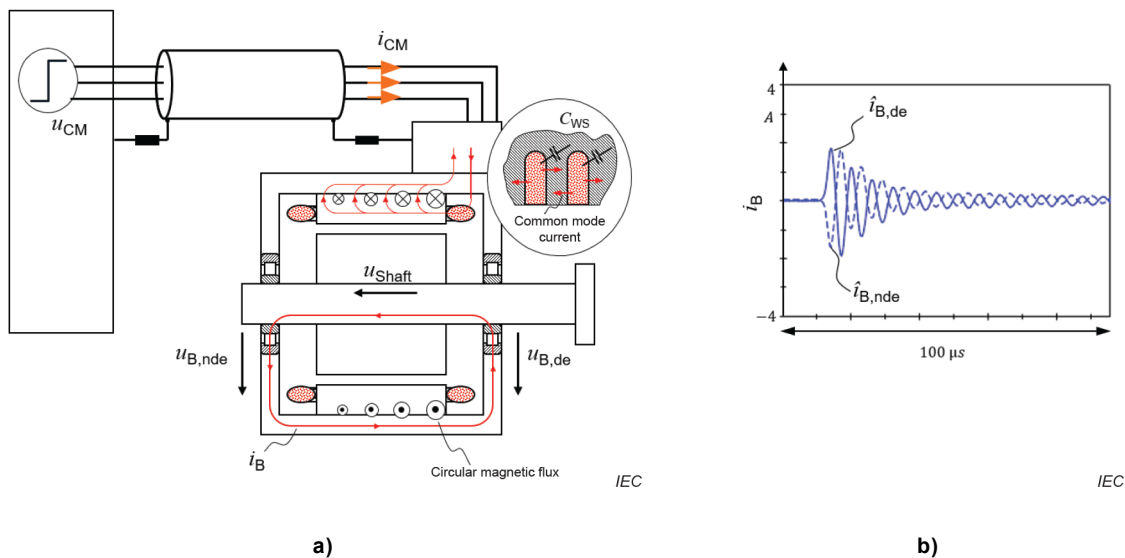 u_CM
i_CM
C_WS
Common mode
current
u_Shaft
u_B,nde
u_B,de
i_B
Circular magnetic flux
IEC
a)
4
A
i_B
−4
î_B,de
î_B,nde
100 μs
IEC
b)